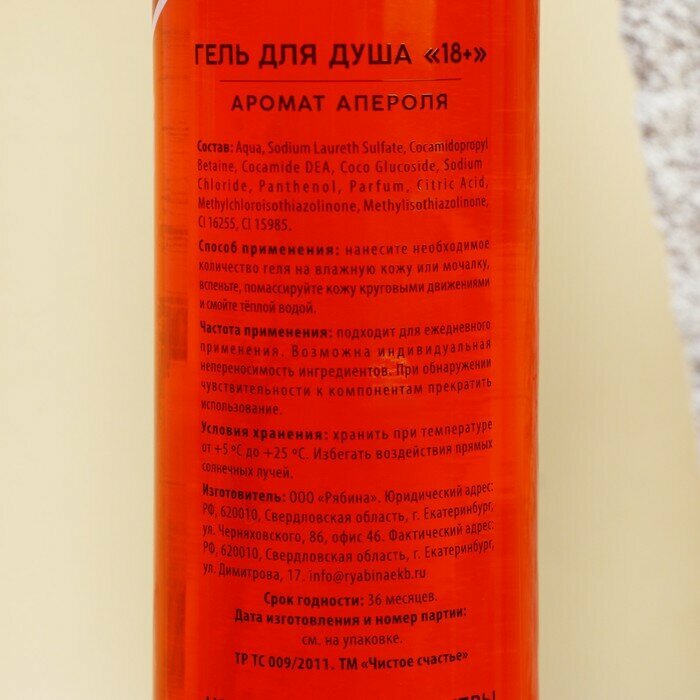 ГЕЛЬ ДЛЯ ДУША «18+»
АРОМАТ АПЕРОЛЯ
Состав: Aqua, Sodium Laureth Sulfate, Cocamidopropyl
Betaine, Cocamide DEA, Coco Glucoside, Sodium
Chloride, Panthenol, Parfum, Citric Acid,
Methylchloroisothiazolinone, Methylisothiazolinone,
CI 16255, CI 15985.
Способ применения: нанесите необходимое
количество геля на влажную кожу или мочалку,
вспеньте, помассируйте кожу круговыми движениями
и смойте тёплой водой.
Частота применения: подходит для ежедневного
применения. Возможна индивидуальная
непереносимость ингредиентов. При обнаружении
чувствительности к компонентам прекратить
использование.
Условия хранения: хранить при температуре
от +5 ºС до +25 ºС. Избегать воздействия прямых
солнечных лучей.
Изготовитель: ООО «Рябина». Юридический адрес:
РФ, 620010, Свердловская область, г. Екатеринбург,
ул. Черняховского, 86, офис 46. Фактический адрес:
РФ, 620010, Свердловская область, г. Екатеринбург,
ул. Димитрова, 17. info@ryabinaekb.ru
Срок годности: 36 месяцев.
Дата изготовления и номер партии:
см. на упаковке.
ТР ТС 009/2011. ТМ «Чистое счастье»